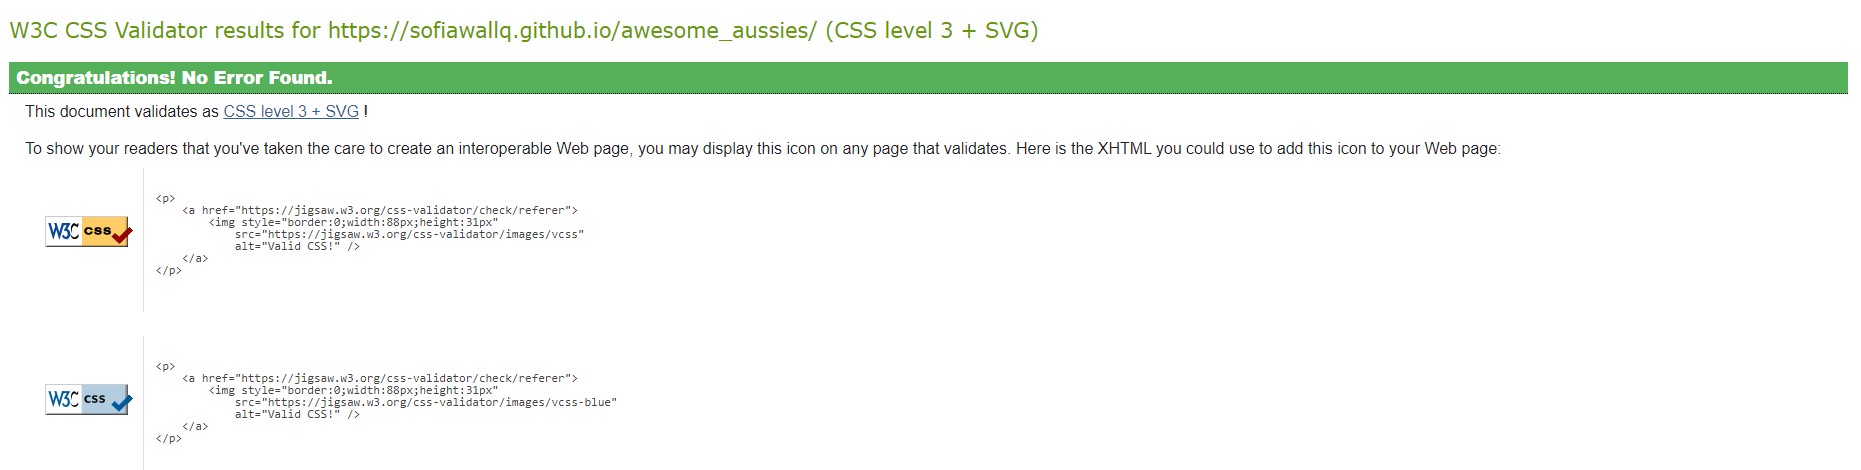 W3C CSS Validator results for https://sofiawallq.github.io/awesome_aussies/ (CSS level 3 + SVG)
Congratulations! No Error Found.
This document validates as CSS level 3 + SVG !
To show your readers that you've taken the care to create an interoperable Web page, you may display this icon on any page that validates. Here is the XHTML you could use to add this icon to your Web page:
W3C css
<p>
<a href="https://jigsaw.w3.org/css-validator/check/referer">
<img style="border:0;width:88px;height:31px"
src="https://jigsaw.w3.org/css-validator/images/vcss"
alt="Valid CSS!" />
</a>
</p>
W3C css
<p>
<a href="https://jigsaw.w3.org/css-validator/check/referer">
<img style="border:0;width:88px;height:31px"
src="https://jigsaw.w3.org/css-validator/images/vcss-blue"
alt="Valid CSS!" />
</a>
</p>